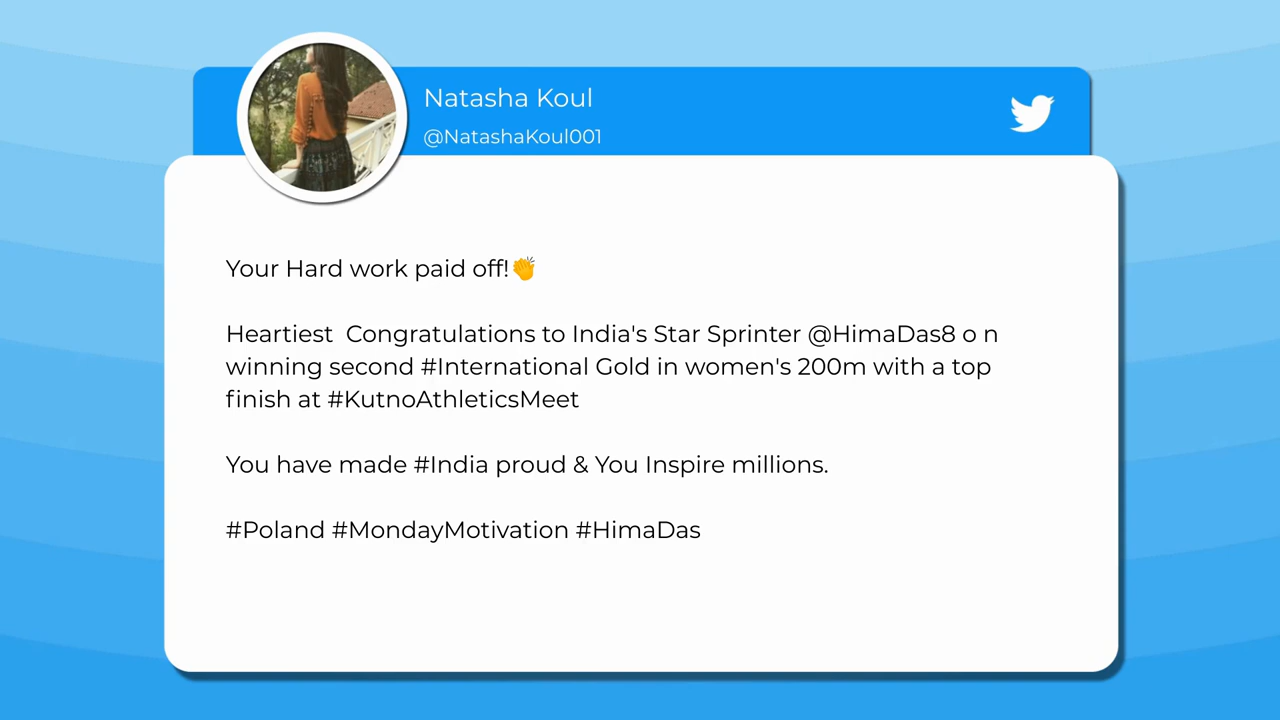 Natasha Koul
@NatashaKoul001
Your Hard work paid off!👏
Heartiest  Congratulations to India's Star Sprinter @HimaDas8 o n
winning second #International Gold in women's 200m with a top
finish at #KutnoAthleticsMeet
You have made #India proud & You Inspire millions.
#Poland #MondayMotivation #HimaDas